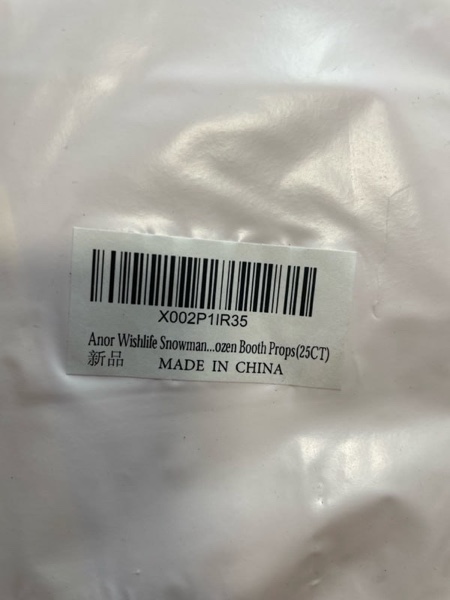 X002P1IR35
Anor Wishlife Snowman...ozen Booth Props(25CT)
新品
MADE IN CHINA